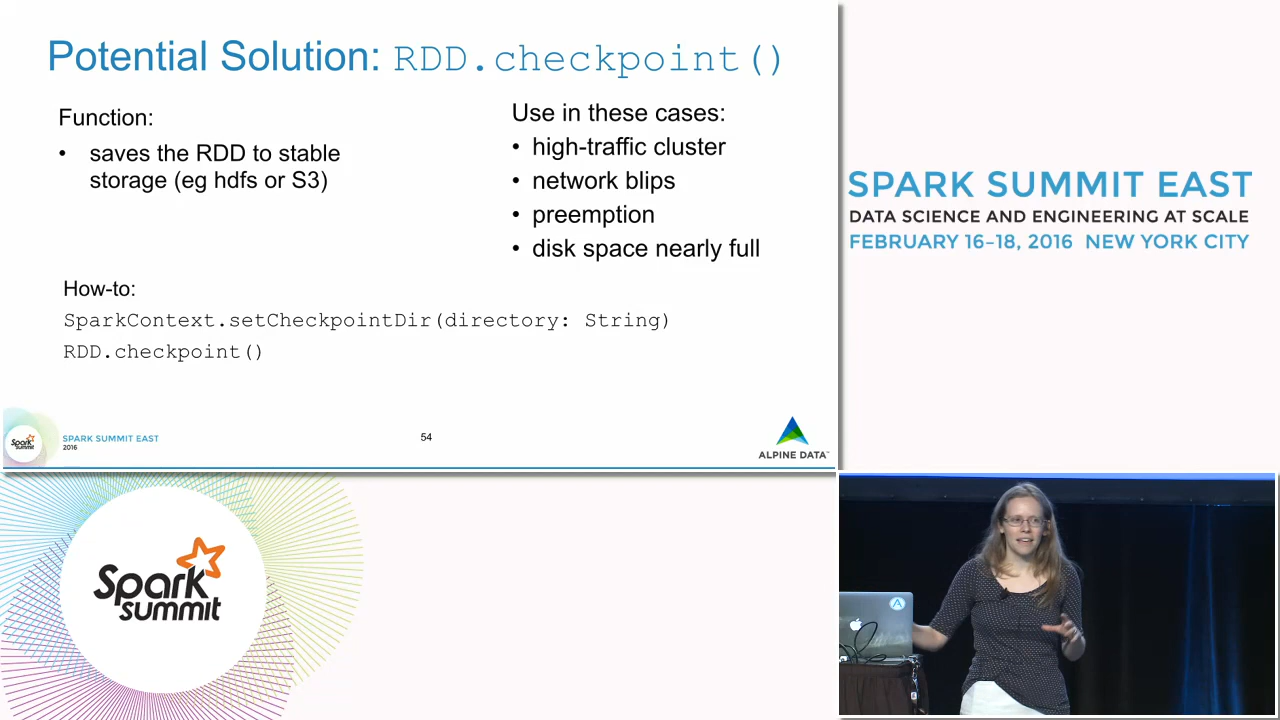 Potential Solution: RDD.checkpoint()
Function:
• saves the RDD to stable
storage (eg hdfs or S3)
Use in these cases:
• high-traffic cluster
• network blips
• preemption
• disk space nearly full
How-to:
SparkContext.setCheckpointDir(directory: String)
RDD.checkpoint()
Spark Summit
SPARK SUMMIT EAST
2016
54
ALPINE DATA
SPARK SUMMIT EAST
DATA SCIENCE AND ENGINEERING AT SCALE
FEBRUARY 16–18, 2016 NEW YORK CITY
Spark
summit
A